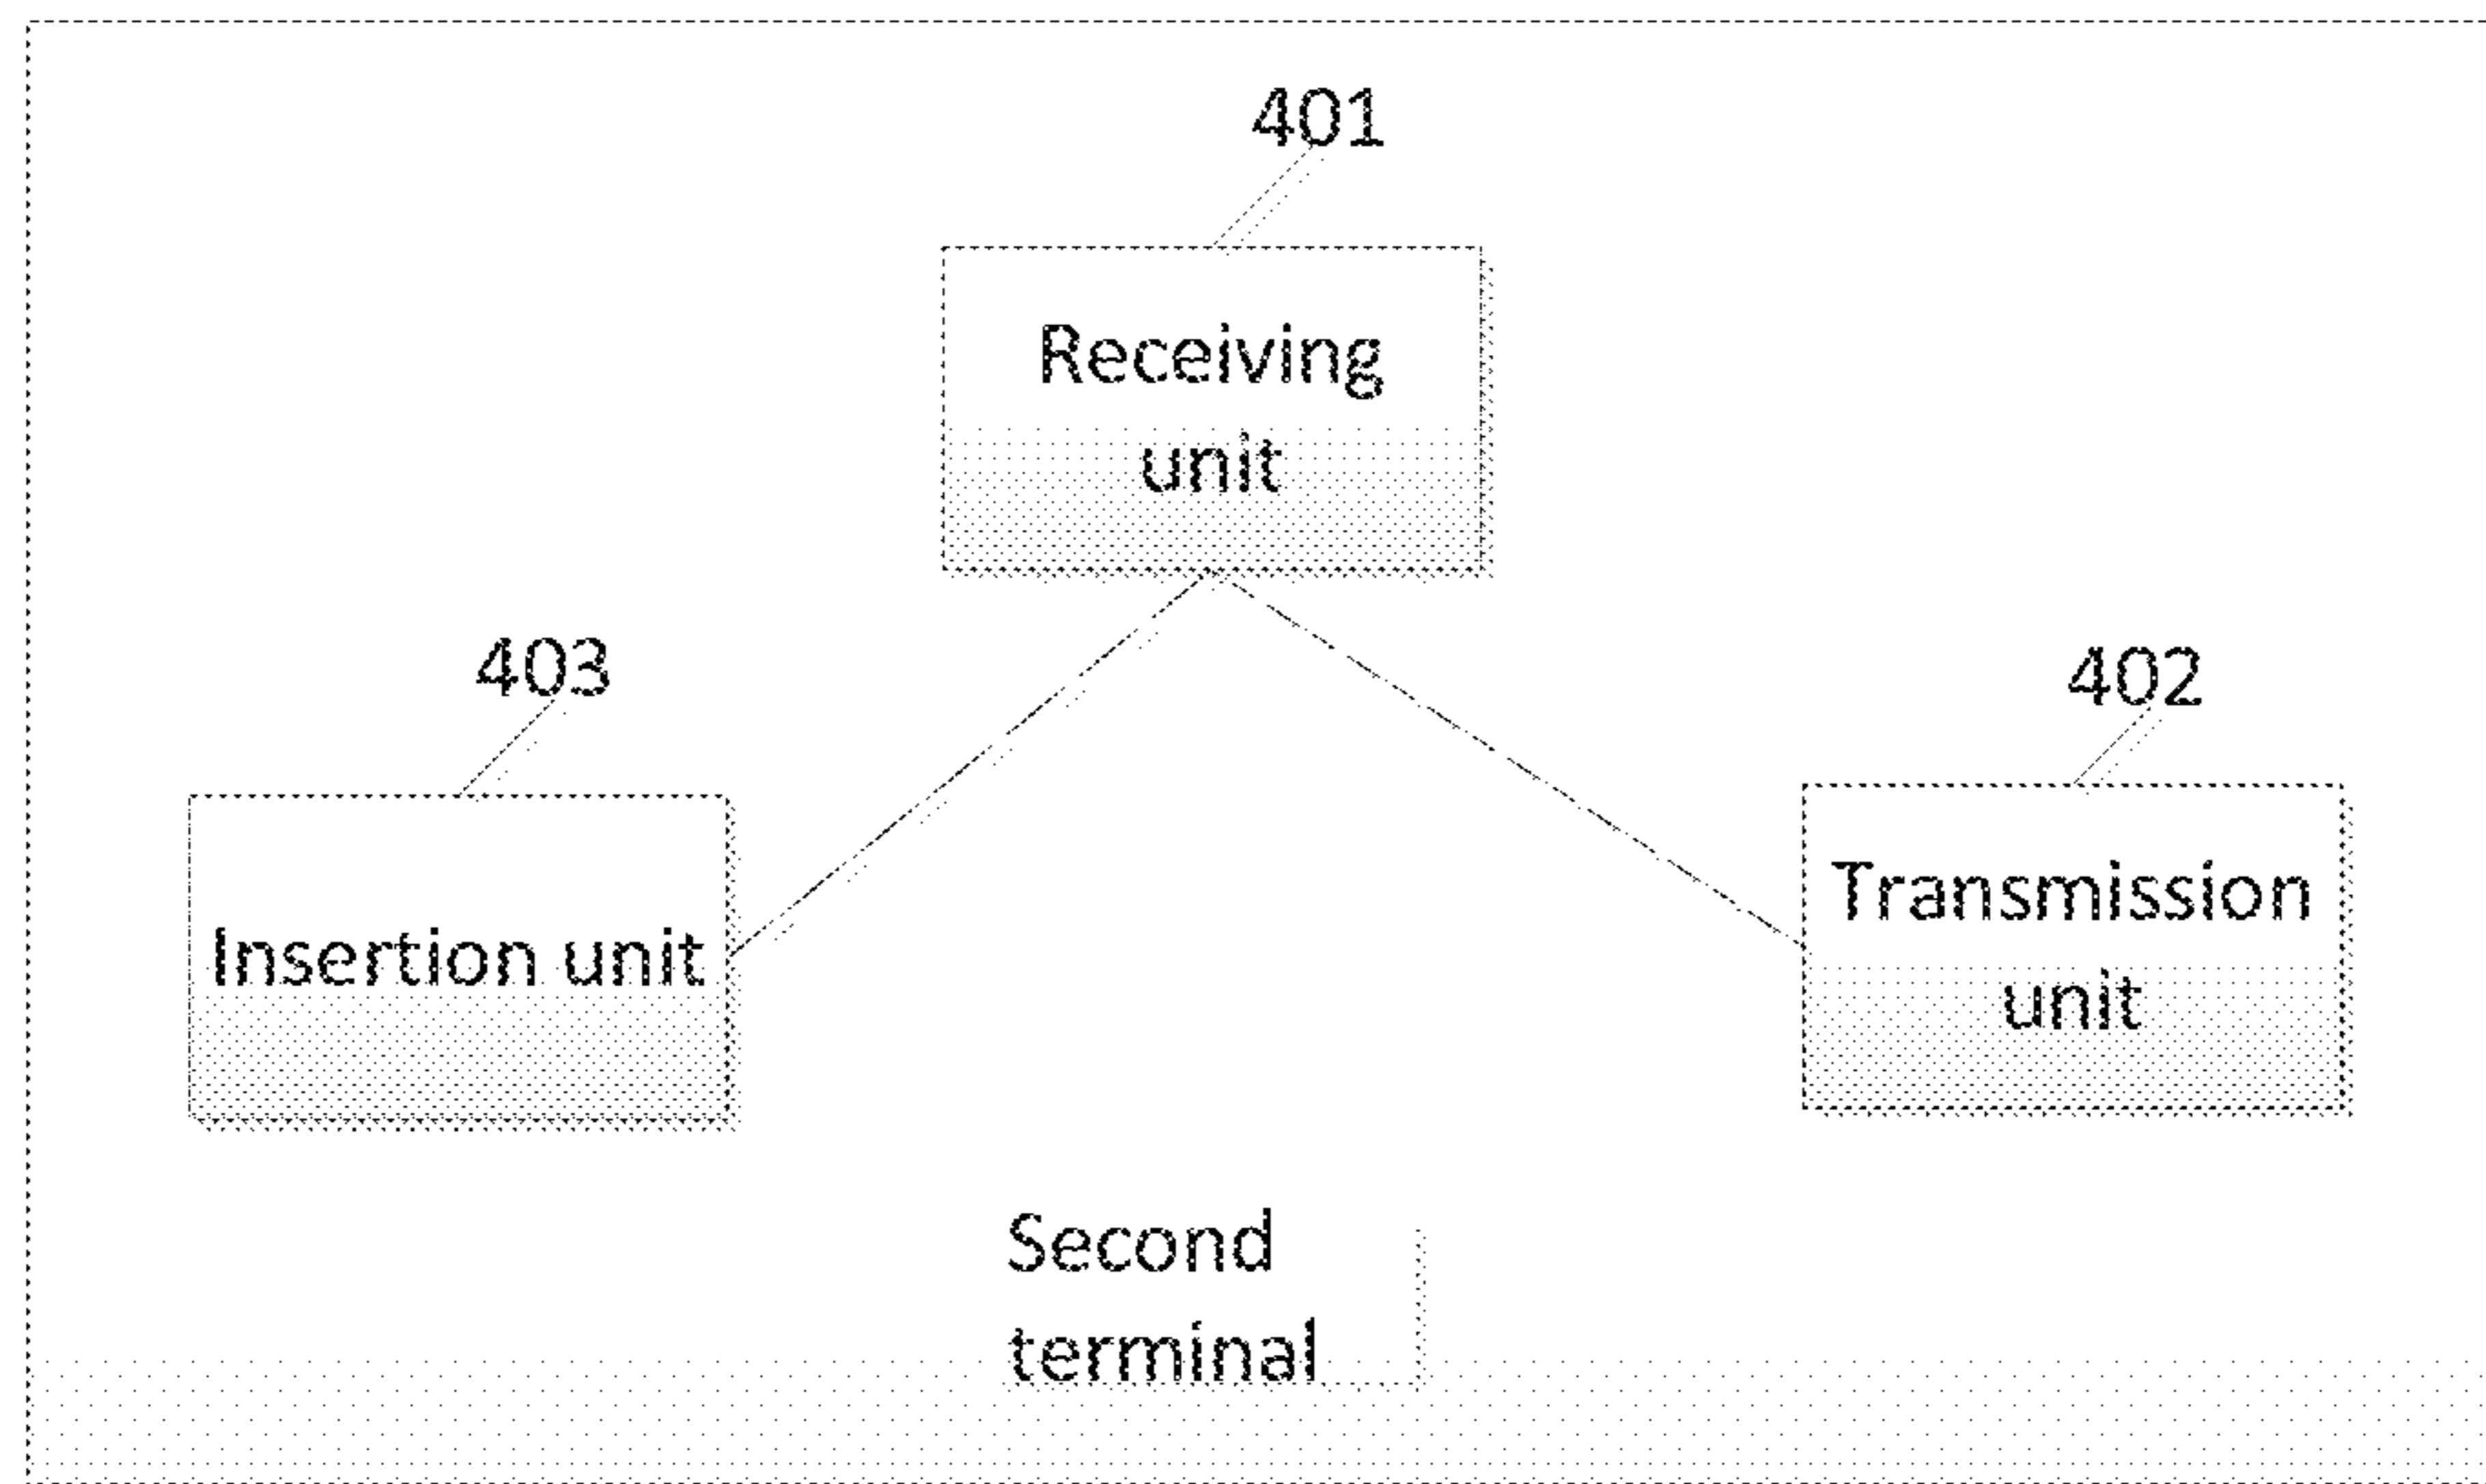 401
Receiving
unit
403
402
Insertion unit
Transmission
unit
Second
terminal